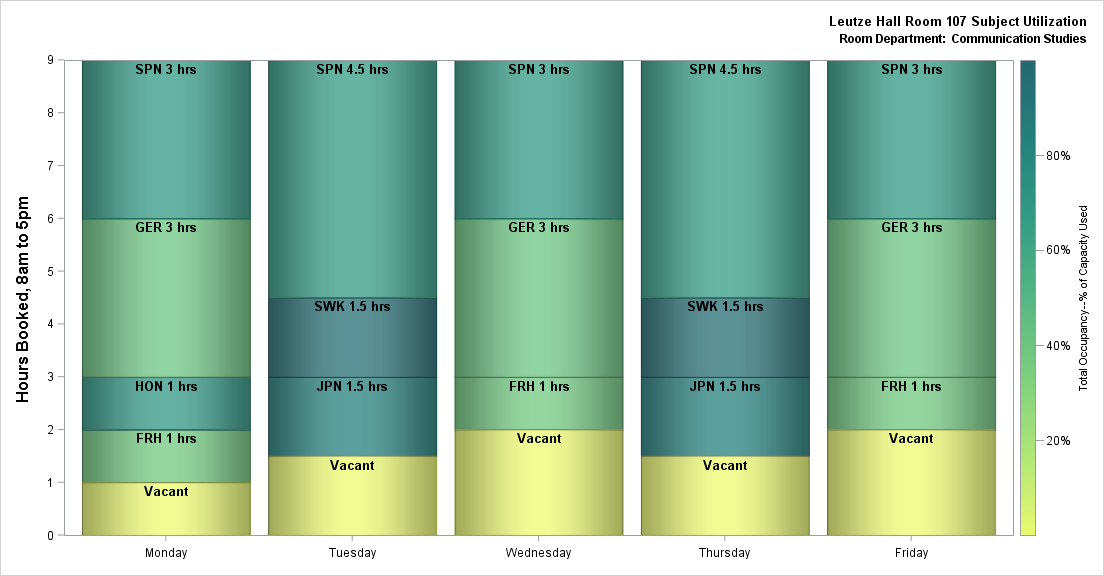 Leutze Hall Room 107 Subject Utilization
Room Department: Communication Studies
Hours Booked, 8am to 5pm
9
8
7
6
5
4
3
2
1
0
SPN 3 hrs
GER 3 hrs
HON 1 hrs
FRH 1 hrs
Vacant
Monday
SPN 4.5 hrs
SWK 1.5 hrs
JPN 1.5 hrs
Vacant
Tuesday
SPN 3 hrs
GER 3 hrs
FRH 1 hrs
Vacant
Wednesday
SPN 4.5 hrs
SWK 1.5 hrs
JPN 1.5 hrs
Vacant
Thursday
SPN 3 hrs
GER 3 hrs
FRH 1 hrs
Vacant
Friday
80%
60%
40%
20%
Total Occupancy--% of Capacity Used